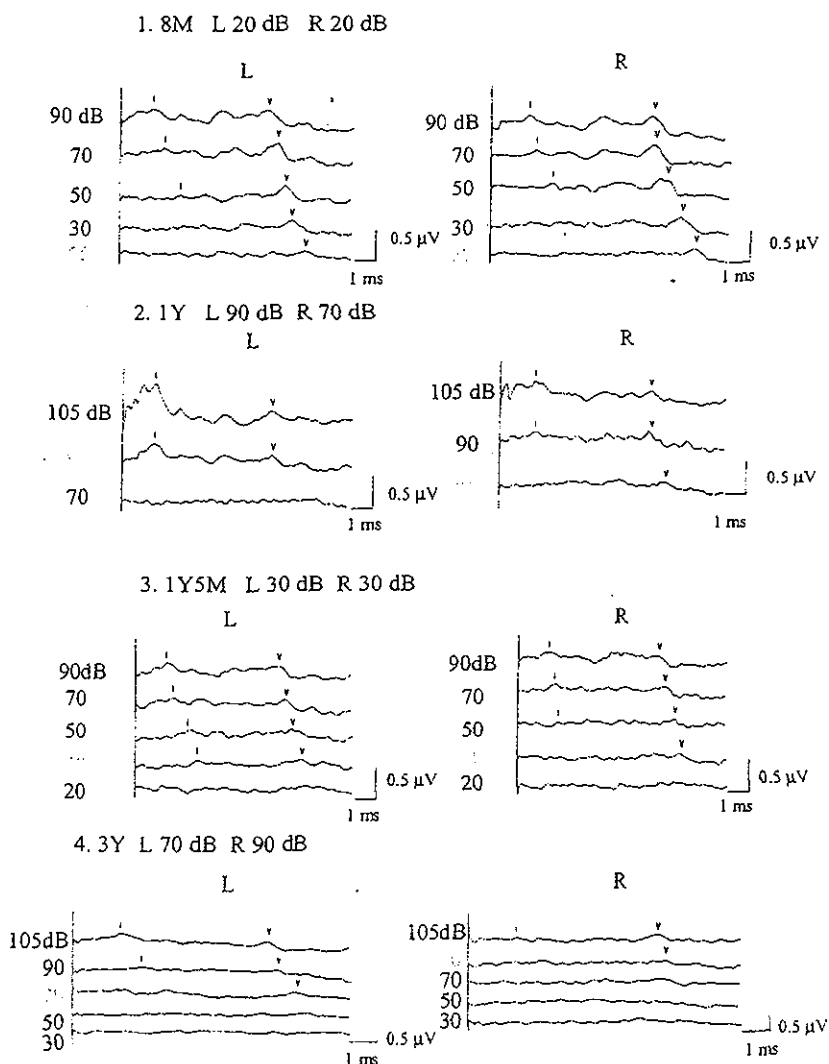 1. 8M L 20 dB R 20 dB
L R
90 dB 90 dB
70 70
50 50
30 30
0.5 µV 0.5 µV
1 ms 1 ms
2. 1Y L 90 dB R 70 dB
L R
105 dB 105 dB
90
70
0.5 µV 0.5 µV
1 ms 1 ms
3. 1Y5M L 30 dB R 30 dB
L R
90dB 90dB
70 70
50 50
20 20
0.5 µV 0.5 µV
1 ms 1 ms
4. 3Y L 70 dB R 90 dB
L R
105dB 105dB
90
70
50 50
30 30
0.5 µV 0.5 µV
1 ms 1 ms